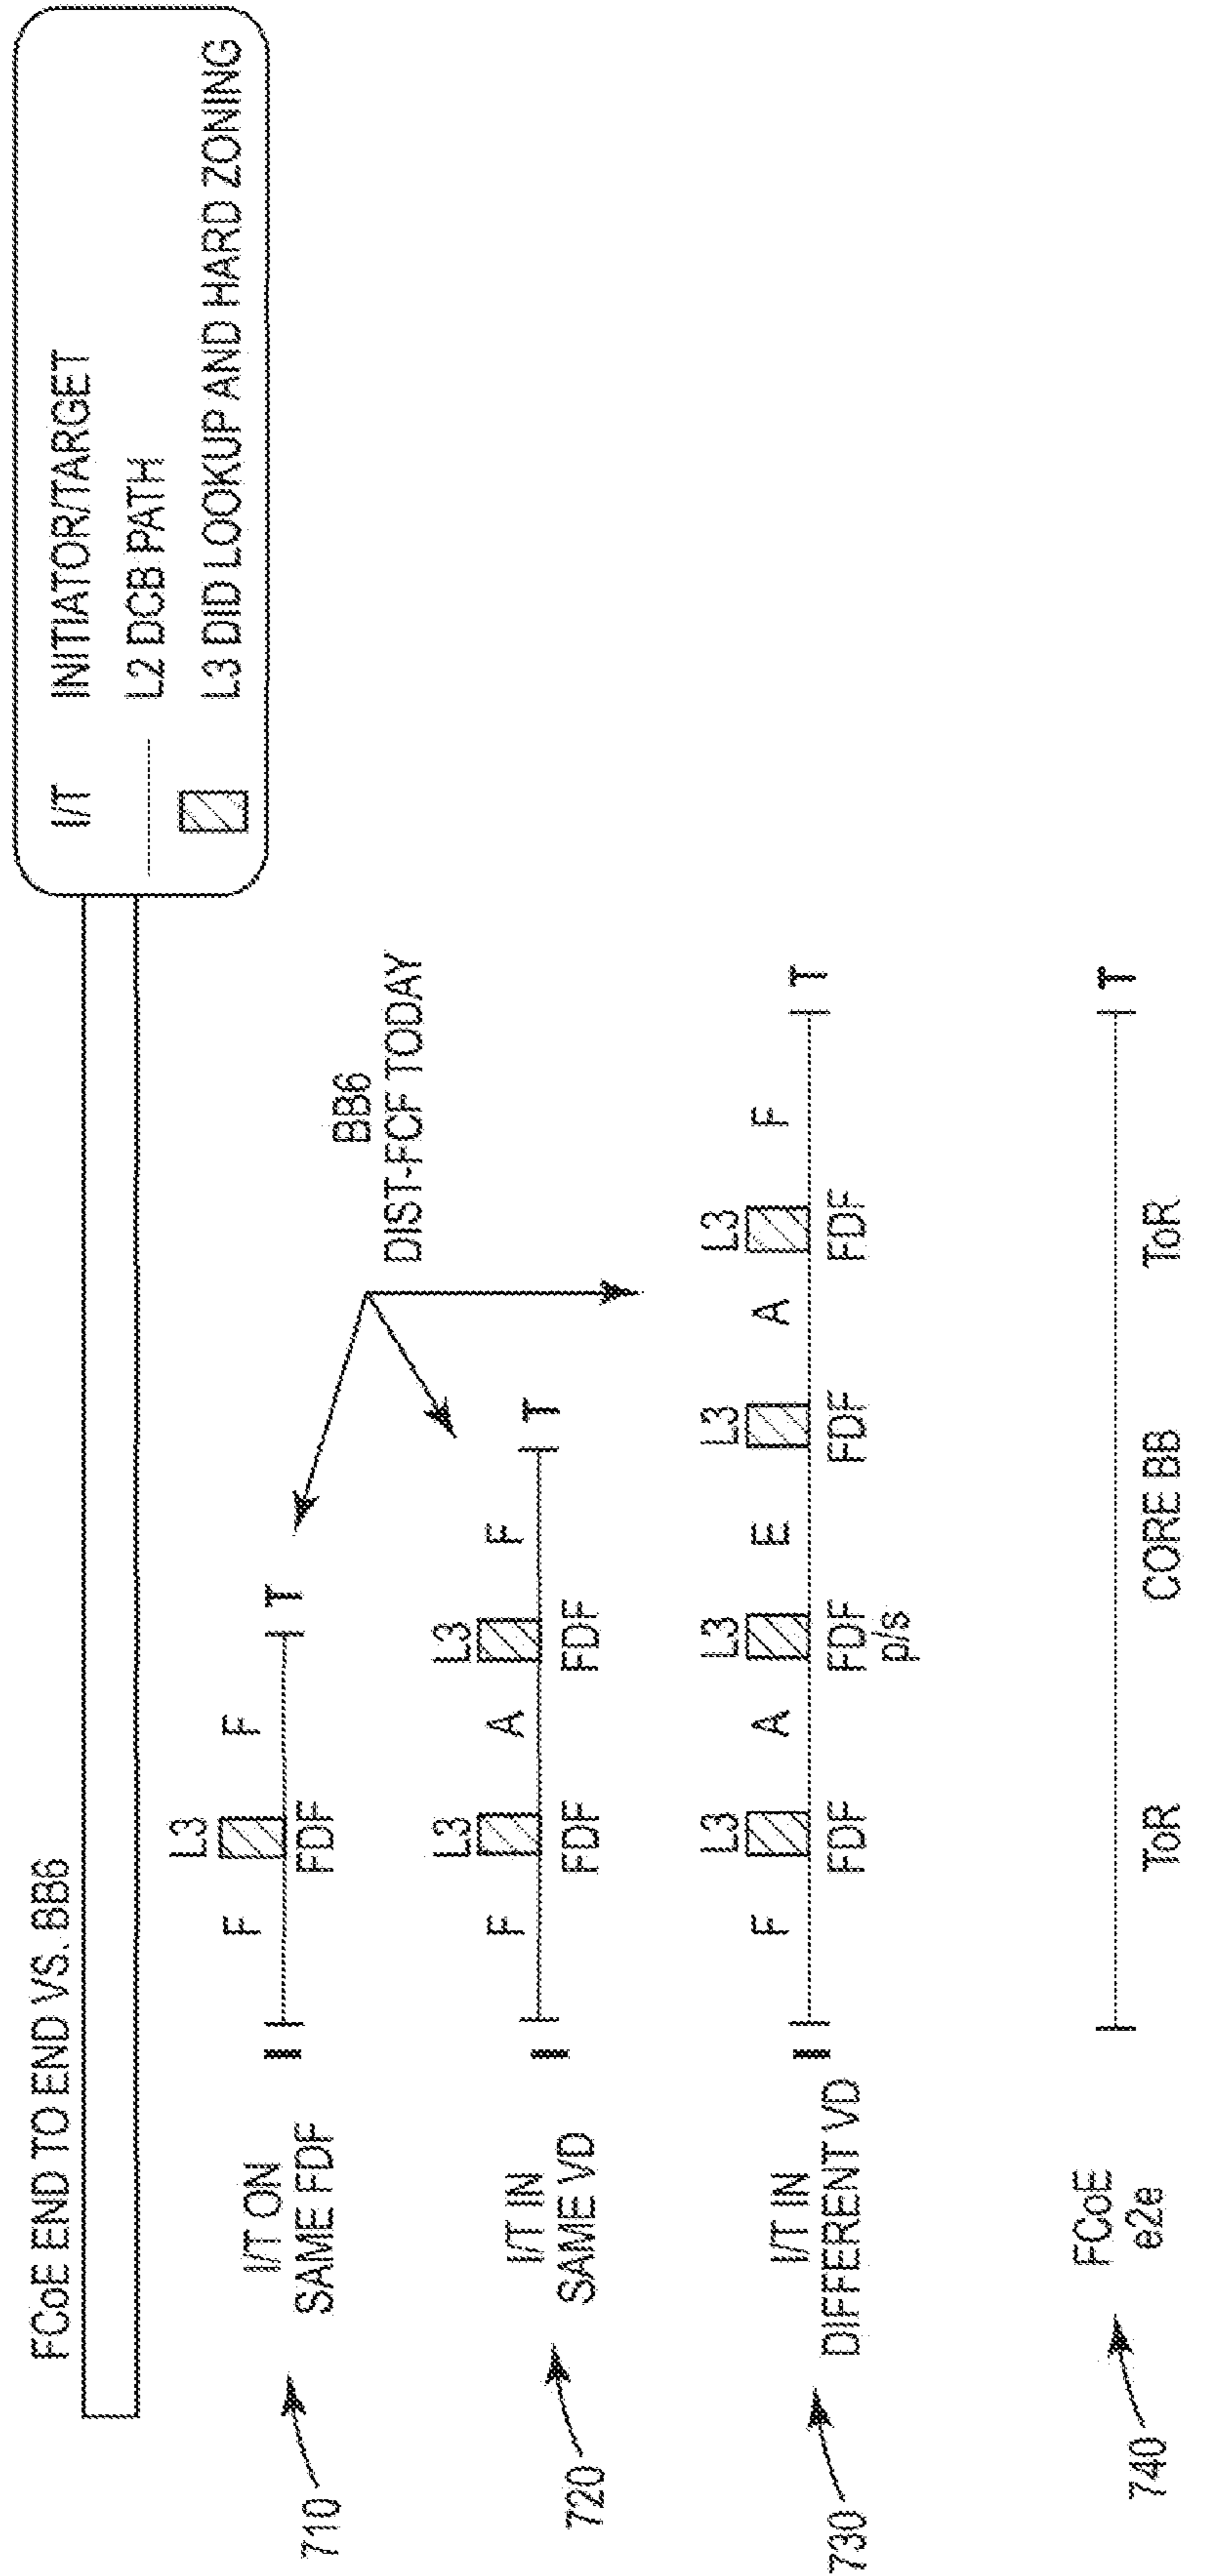 FCoE END TO END VS. BB6
I/T INITIATOR/TARGET
L2 DCB PATH
L3 DID LOOKUP AND HARD ZONING
BB6
DIST-FCF TODAY
710
I/T ON
SAME FDF
I F L3 F T
FDF
720
I/T IN
SAME VD
I F L3 A L3 F T
FDF FDF
730
I/T IN
DIFFERENT VD
I F L3 A L3 E L3 A L3 F T
FDF FDF FDF FDF
p/s
740
FCoE
e2e
T
ToR CORE BB ToR